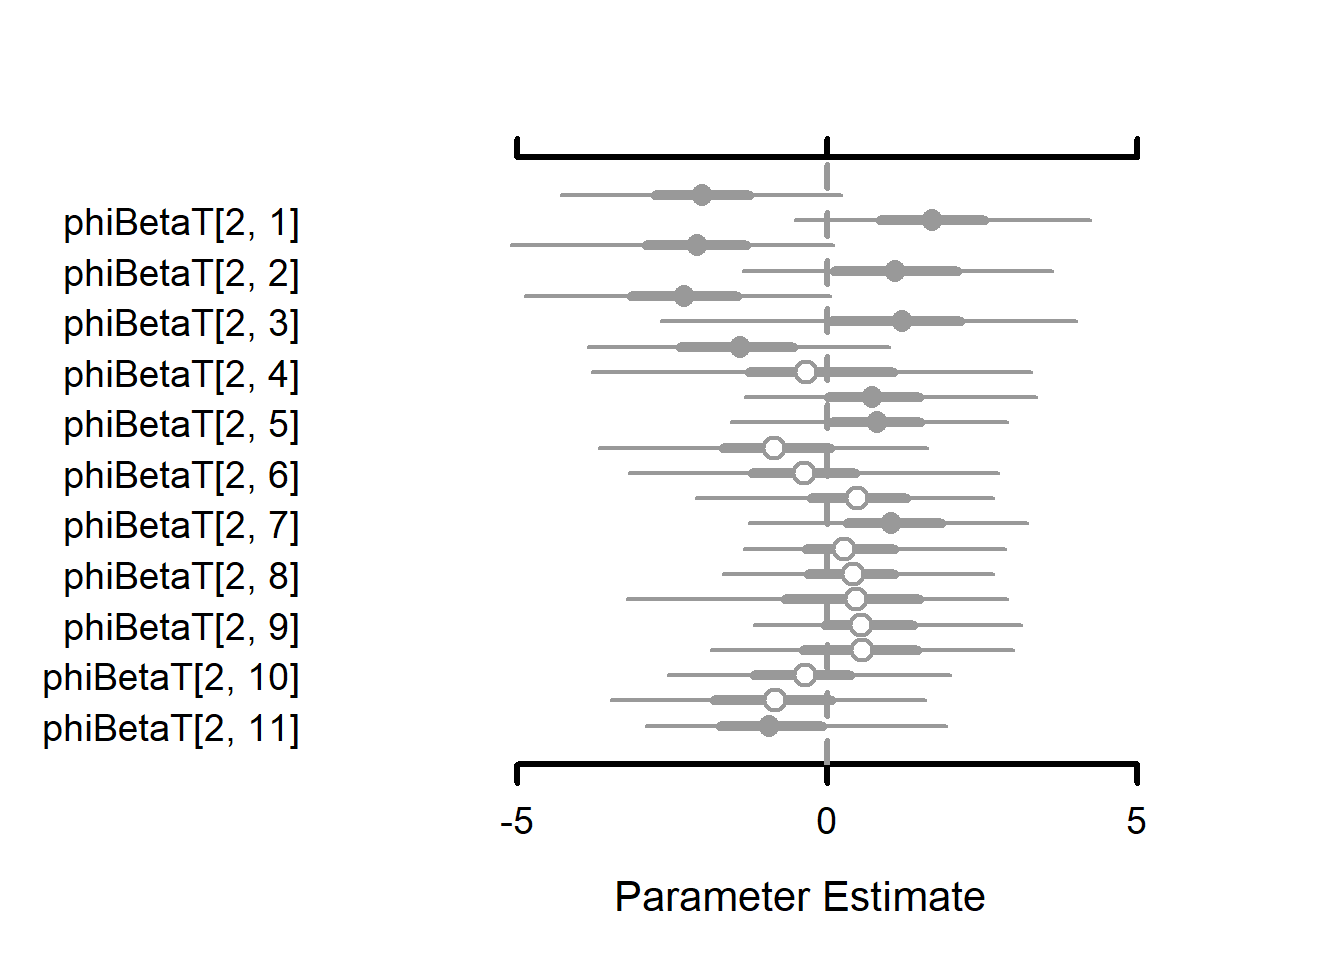 phiBetaT[2, 1]
phiBetaT[2, 2]
phiBetaT[2, 3]
phiBetaT[2, 4]
phiBetaT[2, 5]
phiBetaT[2, 6]
phiBetaT[2, 7]
phiBetaT[2, 8]
phiBetaT[2, 9]
phiBetaT[2, 10]
phiBetaT[2, 11]
-5 0 5
Parameter Estimate